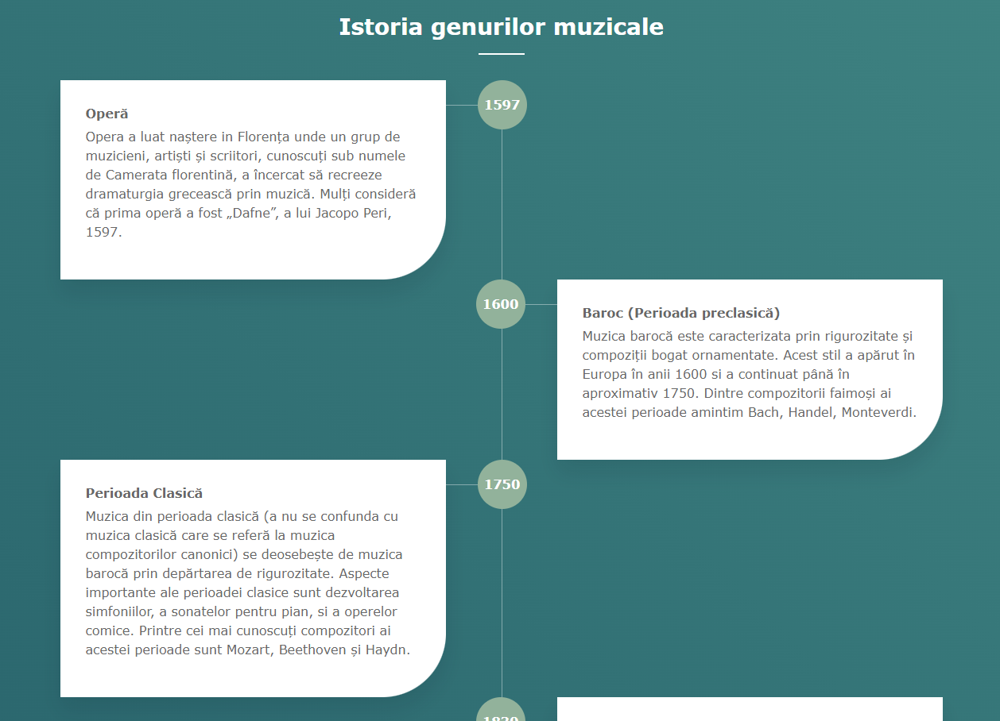 Istoria genurilor muzicale
1597
Operă
Opera a luat naștere in Florența unde un grup de
muzicieni, artiști și scriitori, cunoscuți sub numele
de Camerata florentină, a încercat să recreeze
dramaturgia grecească prin muzică. Mulți consideră
că prima operă a fost „Dafne”, a lui Jacopo Peri,
1597.
1600
Baroc (Perioada preclasică)
Muzica barocă este caracterizata prin rigurozitate și
compoziții bogat ornamentate. Acest stil a apărut în
Europa în anii 1600 si a continuat până în
aproximativ 1750. Dintre compozitorii faimoși ai
acestei perioade amintim Bach, Handel, Monteverdi.
1750
Perioada Clasică
Muzica din perioada clasică (a nu se confunda cu
muzica clasică care se referă la muzica
compozitorilor canonici) se deosebește de muzica
barocă prin depărtarea de rigurozitate. Aspecte
importante ale perioadei clasice sunt dezvoltarea
simfoniilor, a sonatelor pentru pian, si a operelor
comice. Printre cei mai cunoscuți compozitori ai
acestei perioade sunt Mozart, Beethoven și Haydn.